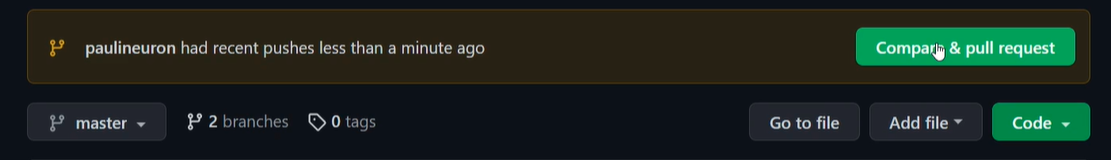 paulineuron had recent pushes less than a minute ago
Compare & pull request
master
2 branches
0 tags
Go to file
Add file
Code